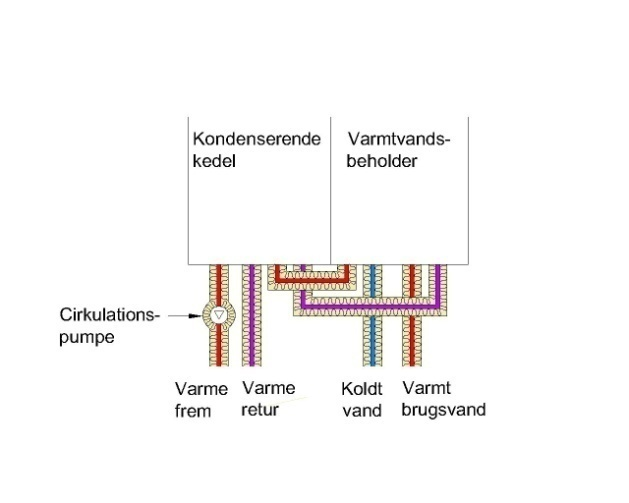 Kondenserende
kedel
Varmtvands-
beholder
Cirkulations-
pumpe
Varme
frem
Varme
retur
Koldt
vand
Varmt
brugsvand